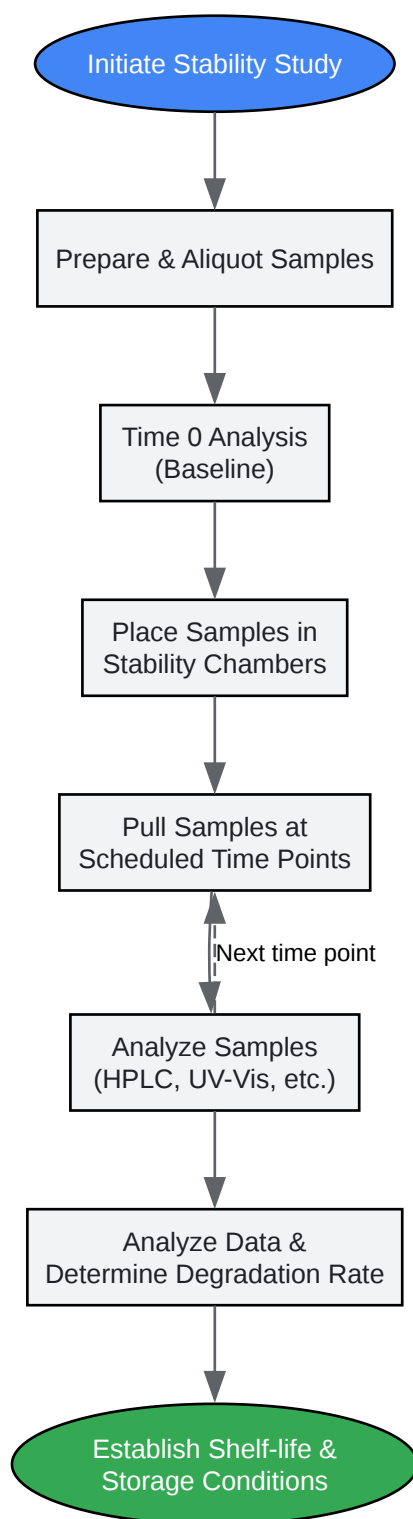 Initiate Stability Study
Prepare & Aliquot Samples
Time 0 Analysis
(Baseline)
Place Samples in
Stability Chambers
Pull Samples at
Scheduled Time Points
Next time point
Analyze Samples
(HPLC, UV-Vis, etc.)
Analyze Data &
Determine Degradation Rate
Establish Shelf-life &
Storage Conditions